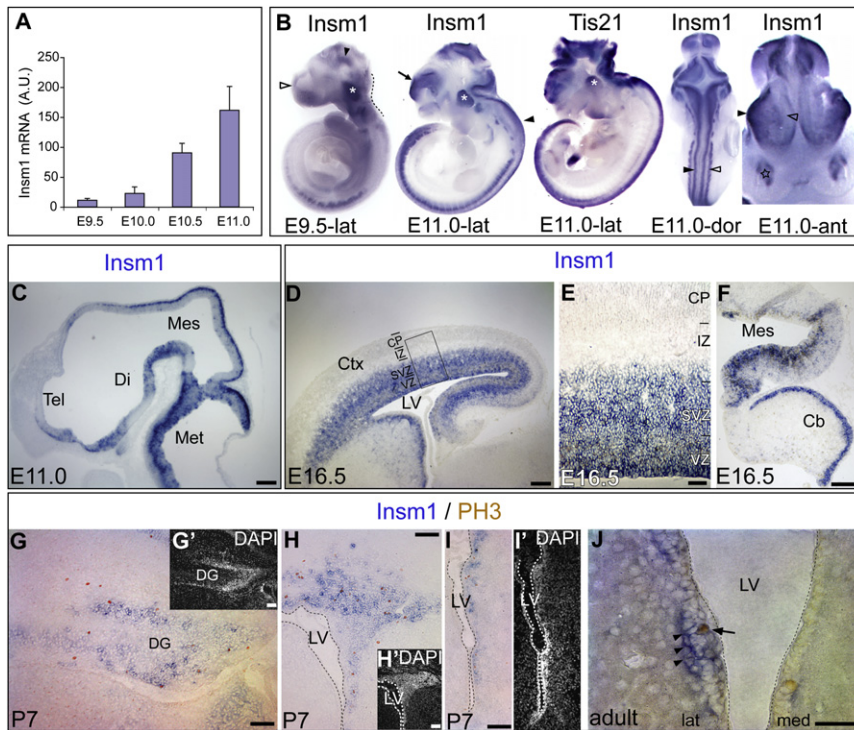 A
Insm1 mRNA (A.U.)
250
200
150
100
50
0
E9.5 E10.0 E10.5 E11.0
B
Insm1 Insm1 Tis21 Insm1 Insm1
* * *
E9.5-lat E11.0-lat E11.0-lat E11.0-dor E11.0-ant
Insm1
C
Mes
Di
Tel
Met
E11.0
Insm1
D
Ctx
CP
IZ
SVZ
VZ
LV
E16.5
E
CP
IZ
SVZ
VZ
E16.5
F
Mes
Cb
E16.5
Insm1 / PH3
G
G' DAPI
DG
DG
P7
H
LV
H' DAPI
LV
P7
I
LV
P7
I' DAPI
LV
J
LV
adult lat med